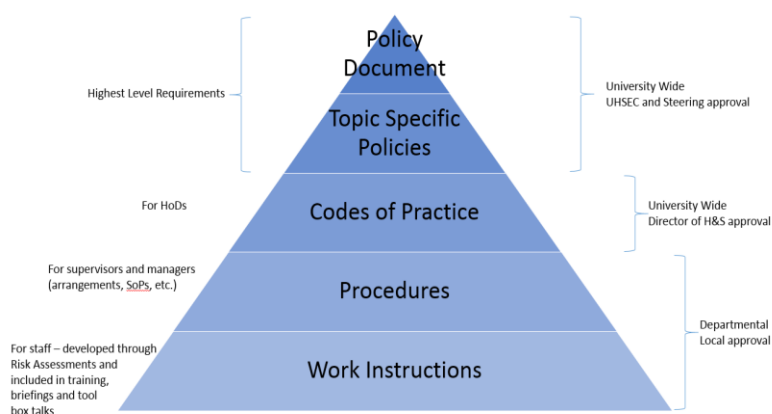 Policy
Document
Highest Level Requirements
University Wide
UHSEC and Steering approval
Topic Specific
Policies
For HoDs
Codes of Practice
University Wide
Director of H&S approval
For supervisors and managers
(arrangements, SoPs, etc.)
Procedures
Departmental
Local approval
For staff – developed through
Risk Assessments and
included in training,
briefings and tool
box talks
Work Instructions